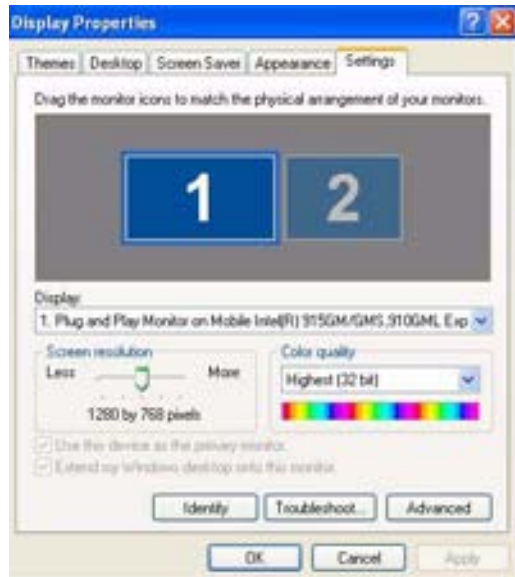 Display Properties
Themes Desktop Screen Saver Appearance Settings
Drag the monitor icons to match the physical arrangement of your monitors.
1 2
Display:
1. Plug and Play Monitor on Mobile Intel(R) 915GM/GMS,910GML Exp
Screen resolution
Less More
1280 by 768 pixels
Color quality
Highest (32 bit)
Use this device as the primary monitor.
Extend my Windows desktop onto this monitor.
Identify Troubleshoot... Advanced
OK Cancel Apply